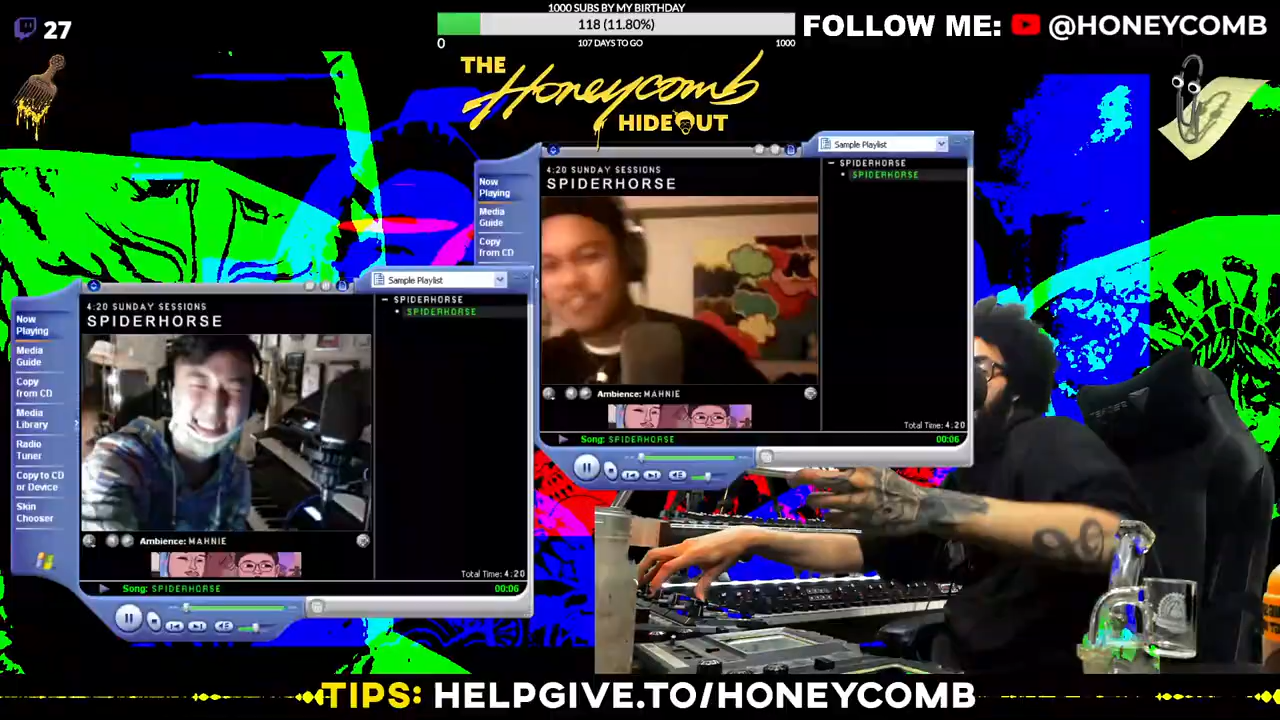 27
1000 SUBS BY MY BIRTHDAY
118 (11.80%)
0
107 DAYS TO GO
1000
FOLLOW ME: @HONEYCOMB
THE
Honeycomb
HIDEOUT
Sample Playlist
4:20 SUNDAY SESSIONS
SPIDERHORSE
SPIDERHORSE
SPIDERHORSE
Now
Playing
Media
Guide
Copy
from CD
Ambience: MAHNIE
Total Time: 4:20
Song: SPIDERHORSE
00:06
Sample Playlist
4:20 SUNDAY SESSIONS
SPIDERHORSE
SPIDERHORSE
SPIDERHORSE
Now
Playing
Media
Guide
Copy
from CD
Media
Library
Radio
Tuner
Copy to CD
or Device
Skin
Chooser
Ambience: MAHNIE
Total Time: 4:20
Song: SPIDERHORSE
00:06
TIPS: HELPGIVE.TO/HONEYCOMB